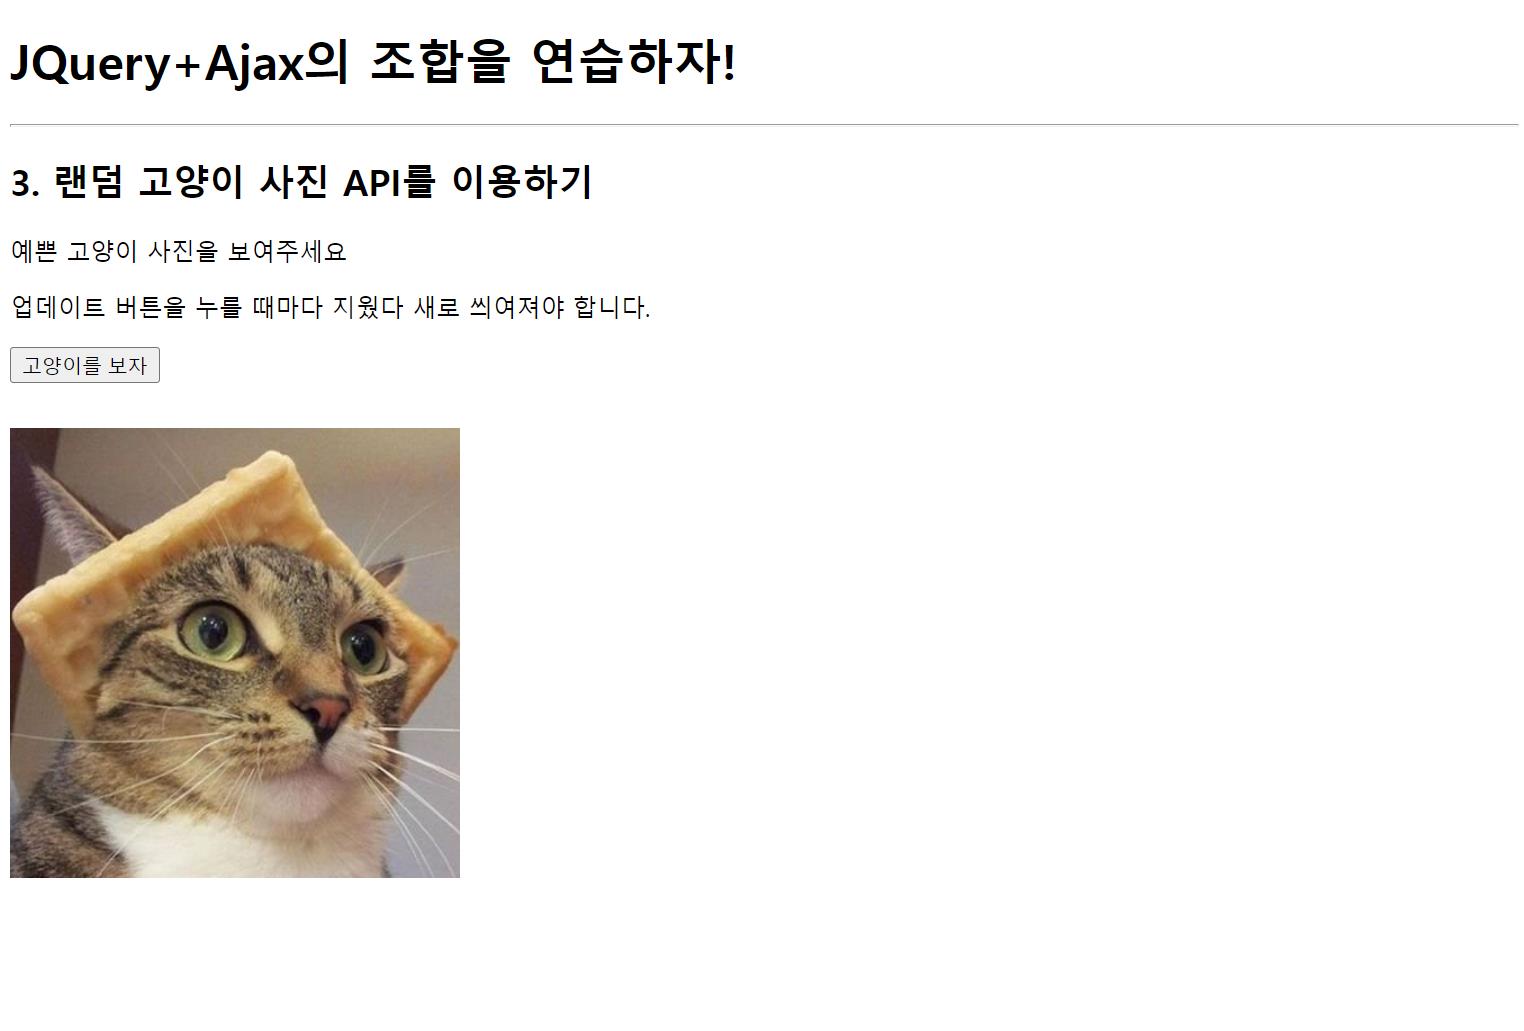 JQuery+Ajax의 조합을 연습하자!
3. 랜덤 고양이 사진 API를 이용하기
예쁜 고양이 사진을 보여주세요
업데이트 버튼을 누를 때마다 지웠다 새로 씌여져야 합니다.
고양이를 보자